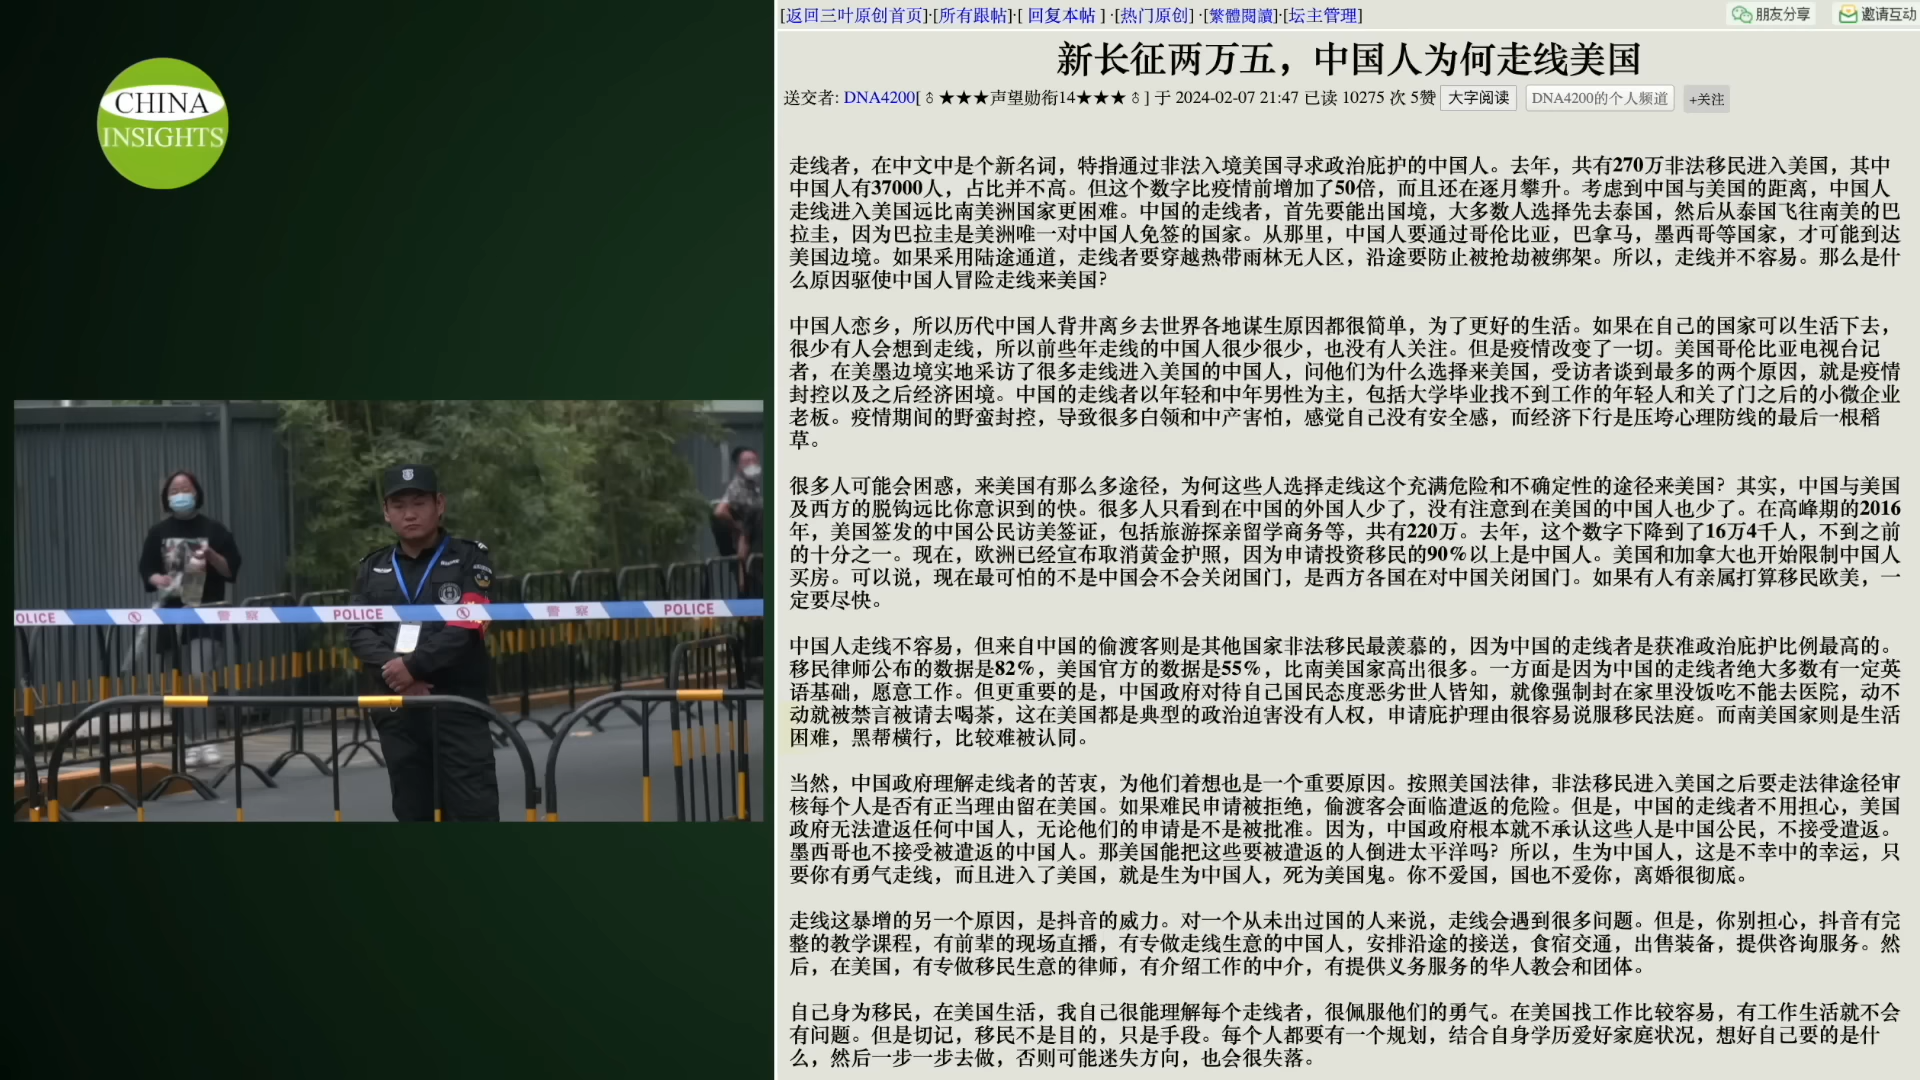 CHINA
INSIGHTS
OLICE
警察
POLICE
警察
POLICE
[返回三叶原创首页]·[所有跟帖]·[ 回复本帖 ] ·[热门原创] ·[繁體閱讀]·[坛主管理]
朋友分享
邀请互动
新长征两万五，中国人为何走线美国
送交者: DNA4200[♂★★★声望勋衔14★★★♂] 于 2024-02-07 21:47 已读 10275 次 5赞 大字阅读 DNA4200的个人频道 +关注
走线者，在中文中是个新名词，特指通过非法入境美国寻求政治庇护的中国人。去年，共有270万非法移民进入美国，其中
中国人有37000人，占比并不高。但这个数字比疫情前增加了50倍，而且还在逐月攀升。考虑到中国与美国的距离，中国人
走线进入美国远比南美洲国家更困难。中国的走线者，首先要能出国境，大多数人选择先去泰国，然后从泰国飞往南美的巴
拉圭，因为巴拉圭是美洲唯一对中国人免签的国家。从那里，中国人要通过哥伦比亚，巴拿马，墨西哥等国家，才可能到达
美国边境。如果采用陆途通道，走线者要穿越热带雨林无人区，沿途要防止被抢劫被绑架。所以，走线并不容易。那么是什
么原因驱使中国人冒险走线来美国？
中国人恋乡，所以历代中国人背井离乡去世界各地谋生原因都很简单，为了更好的生活。如果在自己的国家可以生活下去，
很少有人会想到走线，所以前些年走线的中国人很少很少，也没有人关注。但是疫情改变了一切。美国哥伦比亚电视台记
者，在美墨边境实地采访了很多走线进入美国的中国人，问他们为什么选择来美国，受访者谈到最多的两个原因，就是疫情
封控以及之后经济困境。中国的走线者以年轻和中年男性为主，包括大学毕业找不到工作的年轻人和关了门之后的小微企业
老板。疫情期间的野蛮封控，导致很多白领和中产害怕，感觉自己没有安全感，而经济下行是压垮心理防线的最后一根稻
草。
很多人可能会困惑，来美国有那么多途径，为何这些人选择走线这个充满危险和不确定性的途径来美国？其实，中国与美国
及西方的脱钩远比你意识到的快。很多人只看到在中国的外国人少了，没有注意到在美国的中国人也少了。在高峰期的2016
年，美国签发的中国公民访美签证，包括旅游探亲留学商务等，共有220万。去年，这个数字下降到了16万4千人，不到之前
的十分之一。现在，欧洲已经宣布取消黄金护照，因为申请投资移民的90%以上是中国人。美国和加拿大也开始限制中国人
买房。可以说，现在最可怕的不是中国会不会关闭国门，是西方各国在对中国关闭国门。如果有人有亲属打算移民欧美，一
定要尽快。
中国人走线不容易，但来自中国的偷渡客则是其他国家非法移民最羡慕的，因为中国的走线者是获准政治庇护比例最高的。
移民律师公布的数据是82%，美国官方的数据是55%，比南美国家高出很多。一方面是因为中国的走线者绝大多数有一定英
语基础，愿意工作。但更重要的是，中国政府对待自己国民态度恶劣世人皆知，就像强制封在家里没饭吃不能去医院，动不
动就被禁言被请去喝茶，这在美国都是典型的政治迫害没有人权，申请庇护理由很容易说服移民法庭。而南美国家则是生活
困难，黑帮横行，比较难被认同。
当然，中国政府理解走线者的苦衷，为他们着想也是一个重要原因。按照美国法律，非法移民进入美国之后要走法律途径审
核每个人是否有正当理由留在美国。如果难民申请被拒绝，偷渡客会面临遣返的危险。但是，中国的走线者不用担心，美国
政府无法遣返任何中国人，无论他们的申请是不是被批准。因为，中国政府根本就不承认这些人是中国公民，不接受遣返。
墨西哥也不接受被遣返的中国人。那美国能把这些要被遣返的人倒进太平洋吗？所以，生为中国人，这是不幸中的幸运，只
要你有勇气走线，而且进入了美国，就是生为中国人，死为美国鬼。你不爱国，国也不爱你，离婚很彻底。
走线这暴增的另一个原因，是抖音的威力。对一个从未出过国的人来说，走线会遇到很多问题。但是，你别担心，抖音有完
整的教学课程，有前辈的现场直播，有专做走线生意的中国人，安排沿途的接送，食宿交通，出售装备，提供咨询服务。然
后，在美国，有专做移民生意的律师，有介绍工作的中介，有提供义务服务的华人教会和团体。
自己身为移民，在美国生活，我自己很能理解每个走线者，很佩服他们的勇气。在美国找工作比较容易，有工作生活就不会
有问题。但是切记，移民不是目的，只是手段。每个人都要有一个规划，结合自身学历爱好家庭状况，想好自己要的是什
么，然后一步一步去做，否则可能迷失方向，也会很失落。